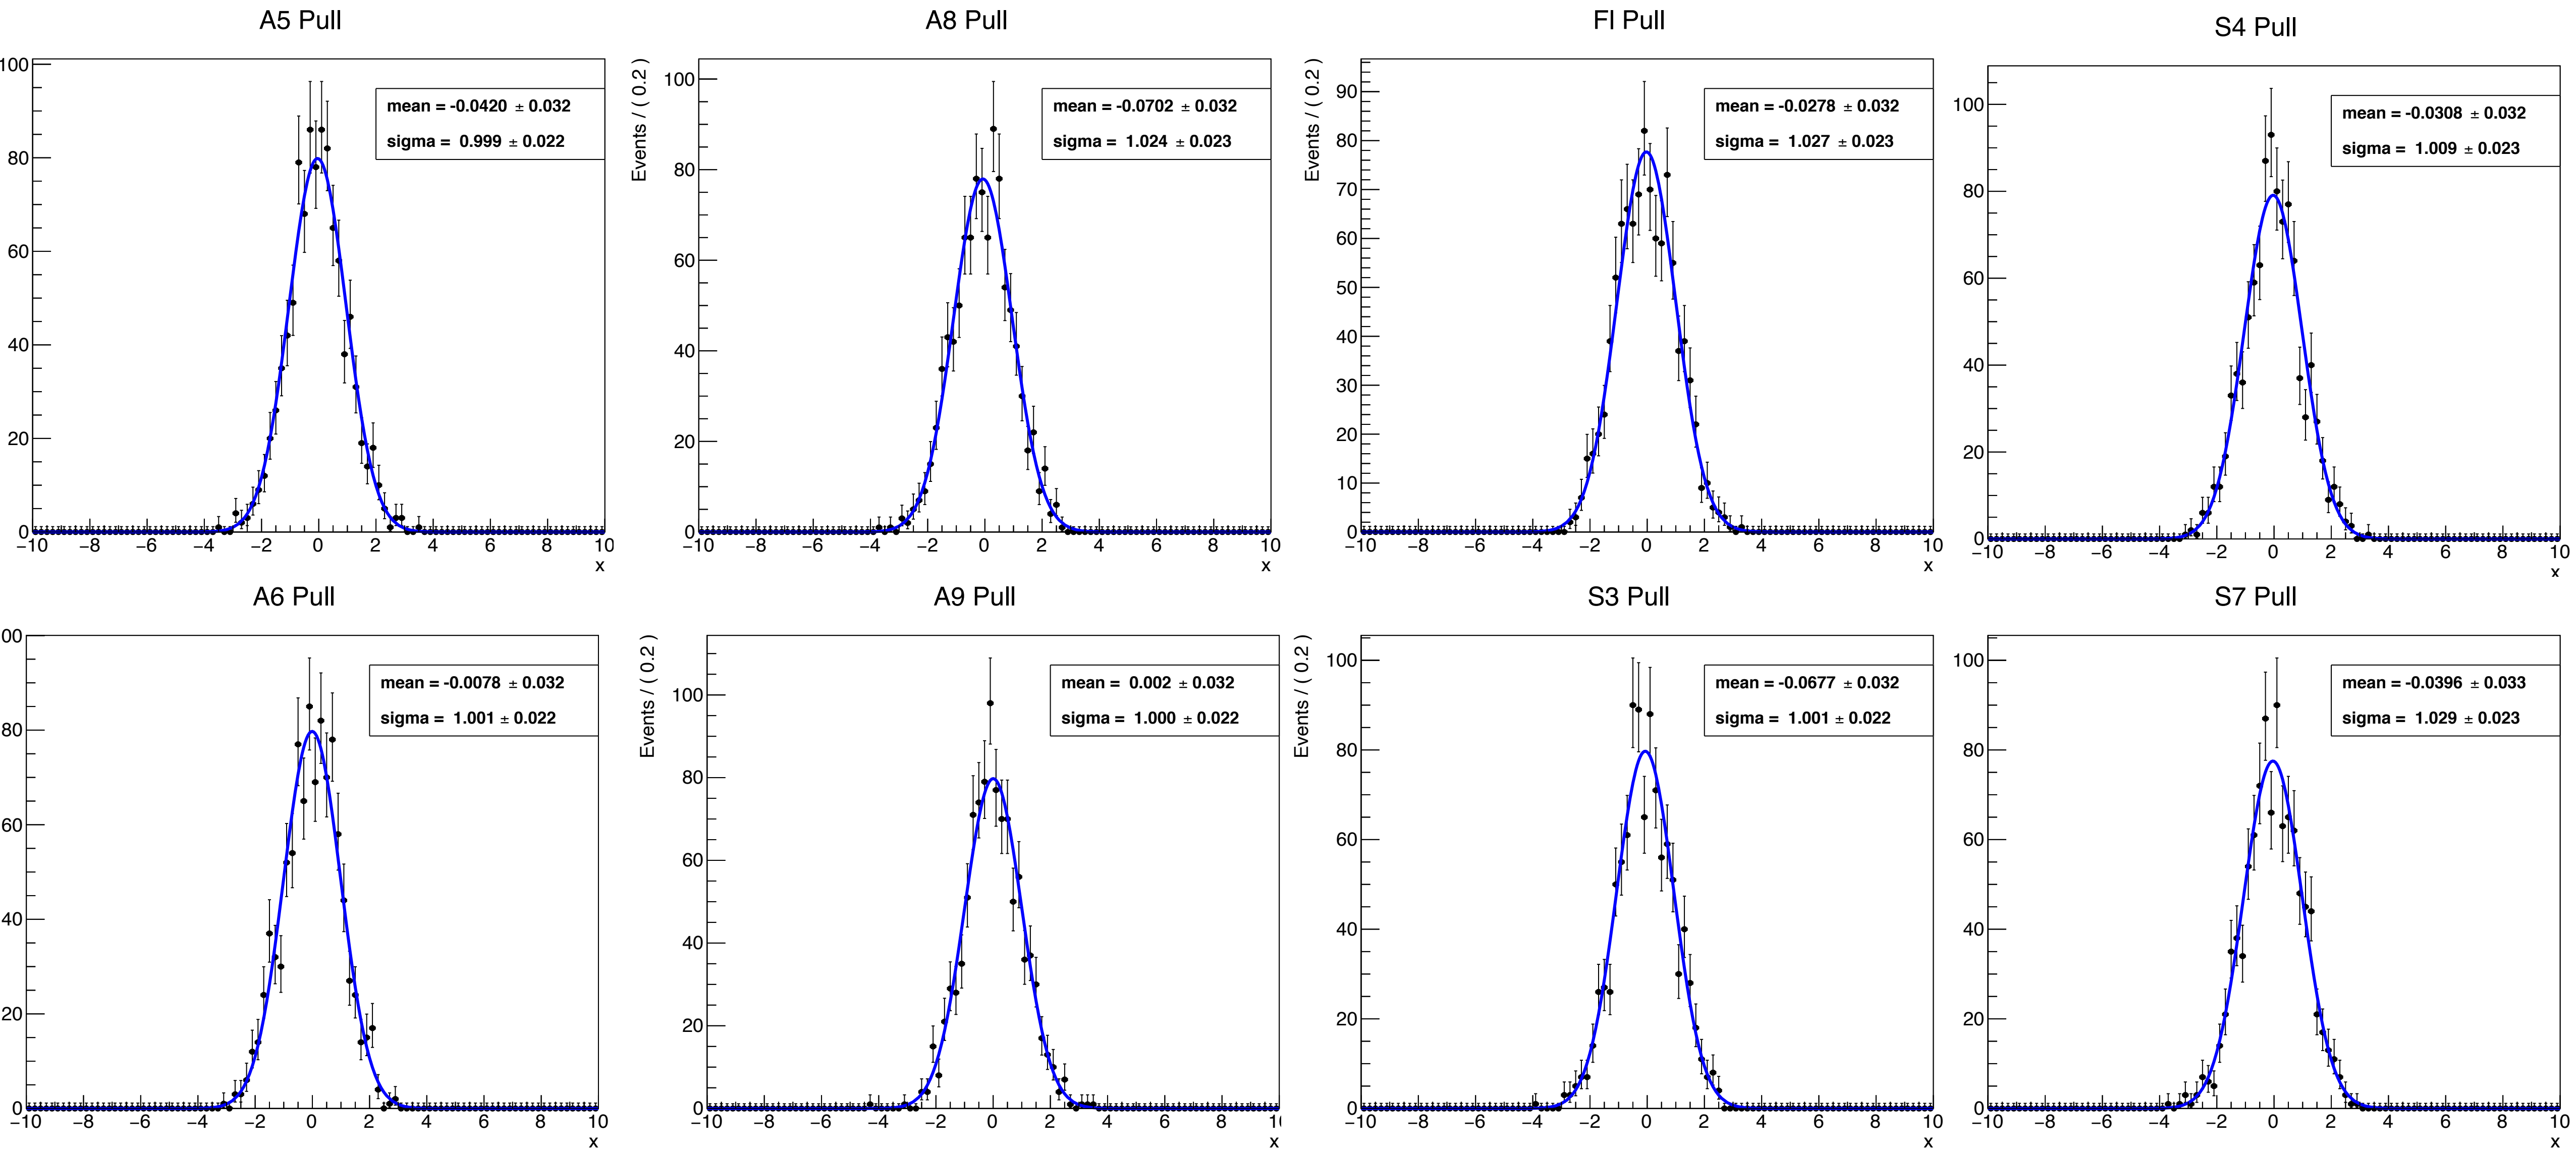 A5 Pull
100
80
60
40
20
0
mean = -0.0420 ± 0.032
sigma = 0.999 ± 0.022
−10 −8 −6 −4 −2 0 2 4 6 8 10
x
A8 Pull
Events / ( 0.2 )
100
80
60
40
20
0
mean = -0.0702 ± 0.032
sigma = 1.024 ± 0.023
−10 −8 −6 −4 −2 0 2 4 6 8 10
x
Fl Pull
Events / ( 0.2 )
90
80
70
60
50
40
30
20
10
0
mean = -0.0278 ± 0.032
sigma = 1.027 ± 0.023
−10 −8 −6 −4 −2 0 2 4 6 8 10
x
S4 Pull
100
80
60
40
20
0
mean = -0.0308 ± 0.032
sigma = 1.009 ± 0.023
−10 −8 −6 −4 −2 0 2 4 6 8 10
x
A6 Pull
00
80
60
40
20
0
mean = -0.0078 ± 0.032
sigma = 1.001 ± 0.022
−10 −8 −6 −4 −2 0 2 4 6 8 10
x
A9 Pull
Events / ( 0.2 )
100
80
60
40
20
0
mean = 0.002 ± 0.032
sigma = 1.000 ± 0.022
−10 −8 −6 −4 −2 0 2 4 6 8
x
S3 Pull
Events / ( 0.2 )
100
80
60
40
20
0
mean = -0.0677 ± 0.032
sigma = 1.001 ± 0.022
−10 −8 −6 −4 −2 0 2 4 6 8 10
x
S7 Pull
100
80
60
40
20
0
mean = -0.0396 ± 0.033
sigma = 1.029 ± 0.023
−10 −8 −6 −4 −2 0 2 4 6 8 10
x